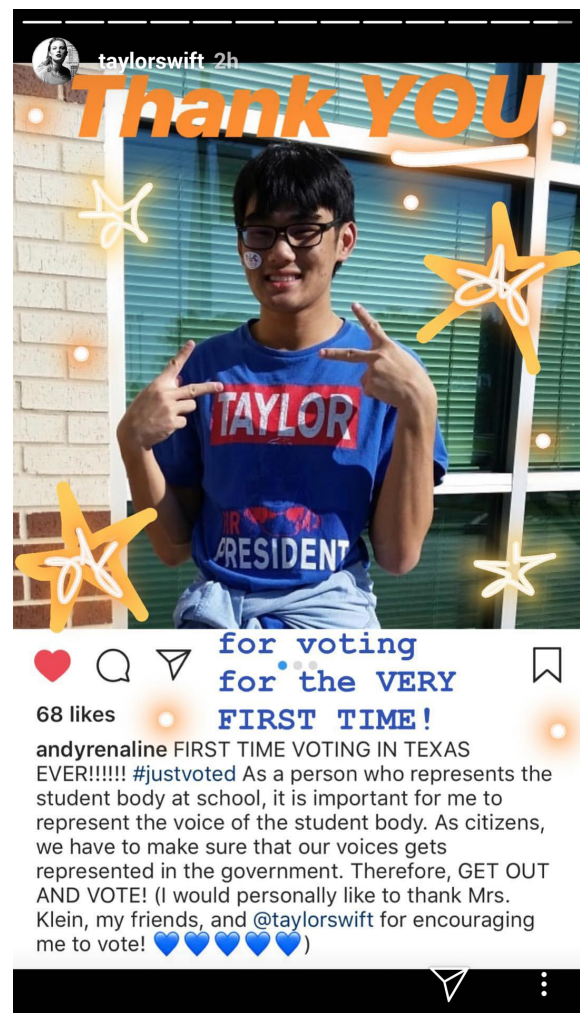 taylorswift 2h
Thank YOU
TAYLOR
PRESIDENT
for voting
for the VERY
FIRST TIME!
68 likes
andyrenaline FIRST TIME VOTING IN TEXAS
EVER!!!!!! #justvoted As a person who represents the
student body at school, it is important for me to
represent the voice of the student body. As citizens,
we have to make sure that our voices gets
represented in the government. Therefore, GET OUT
AND VOTE! (I would personally like to thank Mrs.
Klein, my friends, and @taylorswift for encouraging
me to vote! 💙💙💙💙💙)